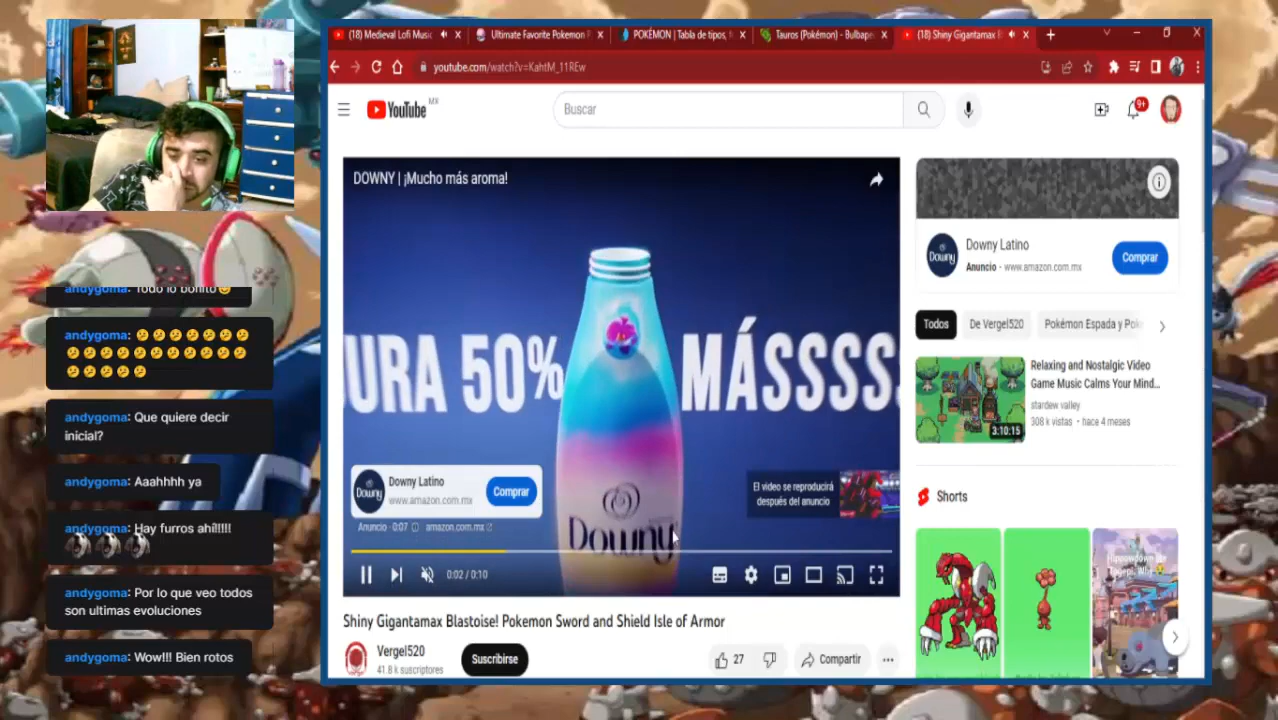 (18) Medieval Lofi Music
Ultimate Favorite Pokemon P
POKÉMON | Tabla de tipos,
Tauros (Pokémon) - Bulbape
(18) Shiny Gigantamax B
youtube.com/watch?v=KahtM_11REw
YouTube MX
Buscar
9+
DOWNY | ¡Mucho más aroma!
URA 50% MÁSSSS
Downy
Downy Latino
www.amazon.com.mx
Comprar
Anuncio · 0:07 amazon.com.mx
El video se reproducirá
después del anuncio
0:02 / 0:10
Shiny Gigantamax Blastoise! Pokemon Sword and Shield Isle of Armor
Vergel520
41.8 k suscriptores
Suscribirse
27
Compartir
Downy
Downy Latino
Anuncio · www.amazon.com.mx
Comprar
Todos
De Vergel520
Pokémon Espada y Pok
Relaxing and Nostalgic Video
Game Music Calms Your Mind...
stardew valley
308 k vistas · hace 4 meses
3:10:15
Shorts
andygoma: Todo lo bonito
andygoma:
andygoma: Que quiere decir
inicial?
andygoma: Aaahhhh ya
andygoma: Hay furros ahí!!!!!
andygoma: Por lo que veo todos
son ultimas evoluciones
andygoma: Wow!!! Bien rotos